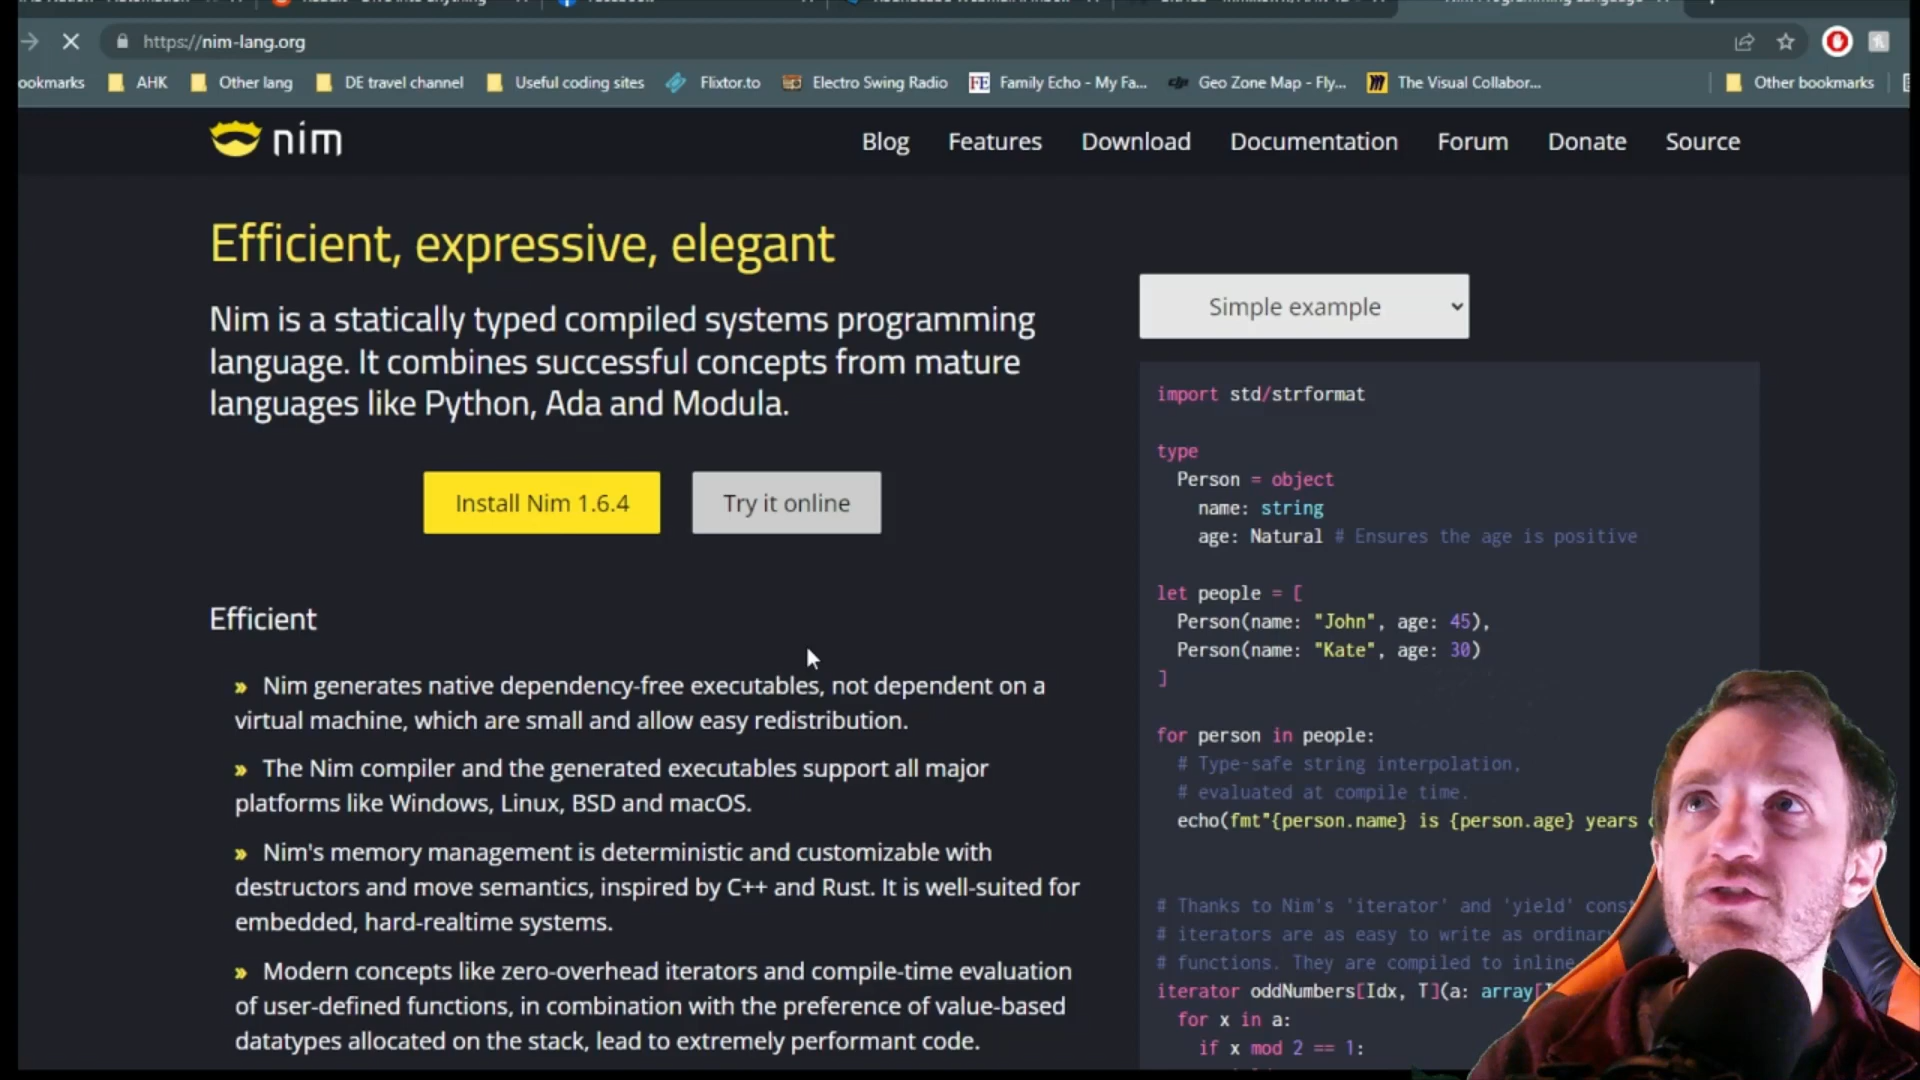 https://nim-lang.org
ookmarks AHK Other lang DE travel channel Useful coding sites Flixtor.to Electro Swing Radio FE Family Echo - My Fa... Geo Zone Map - Fly... The Visual Collabor... Other bookmarks
nim Blog Features Download Documentation Forum Donate Source
Efficient, expressive, elegant
Nim is a statically typed compiled systems programming
language. It combines successful concepts from mature
languages like Python, Ada and Modula.
Install Nim 1.6.4 Try it online
Efficient
» Nim generates native dependency-free executables, not dependent on a
virtual machine, which are small and allow easy redistribution.
» The Nim compiler and the generated executables support all major
platforms like Windows, Linux, BSD and macOS.
» Nim's memory management is deterministic and customizable with
destructors and move semantics, inspired by C++ and Rust. It is well-suited for
embedded, hard-realtime systems.
» Modern concepts like zero-overhead iterators and compile-time evaluation
of user-defined functions, in combination with the preference of value-based
datatypes allocated on the stack, lead to extremely performant code.
Simple example
import std/strformat
type
Person = object
name: string
age: Natural # Ensures the age is positive
let people = [
Person(name: "John", age: 45),
Person(name: "Kate", age: 30)
]
for person in people:
# Type-safe string interpolation,
# evaluated at compile time.
echo(fmt"{person.name} is {person.age} years
# Thanks to Nim's 'iterator' and 'yield' cons
# iterators are as easy to write as ordinar
# functions. They are compiled to inline
iterator oddNumbers[Idx, T](a: array[
for x in a:
if x mod 2 == 1: